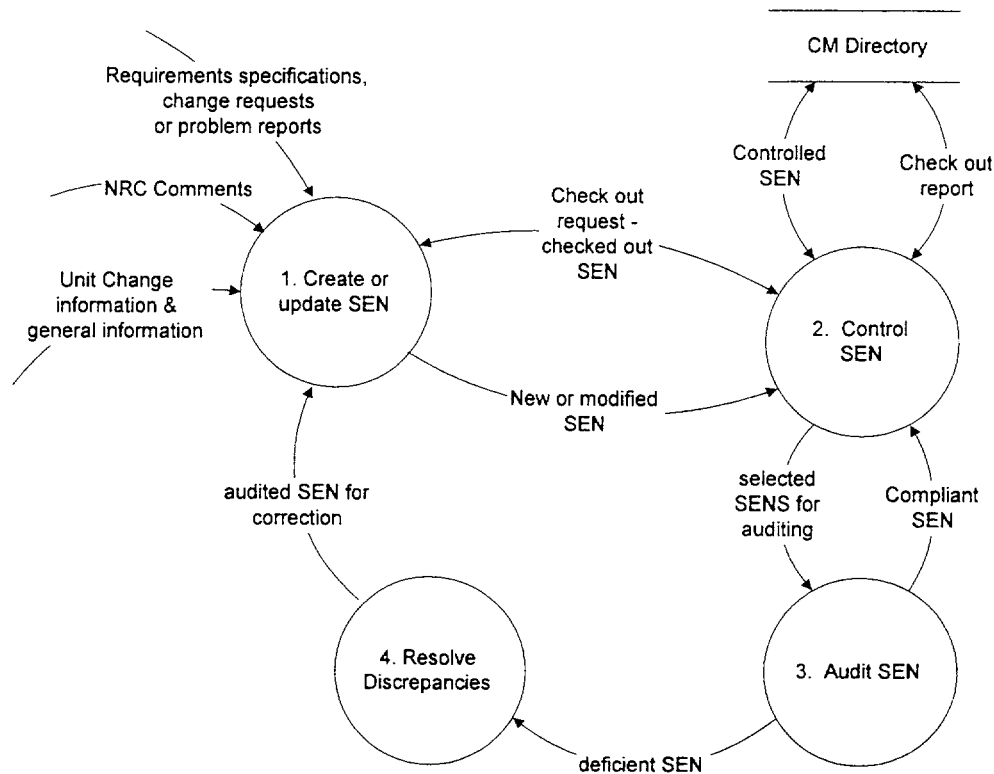 CM Directory
Requirements specifications,
change requests
or problem reports
NRC Comments
Unit Change
information &
general information
1. Create or
update SEN
Check out
request -
checked out
SEN
Controlled
SEN
Check out
report
2. Control
SEN
New or modified
SEN
audited SEN for
correction
selected
SENS for
auditing
Compliant
SEN
4. Resolve
Discrepancies
3. Audit SEN
deficient SEN